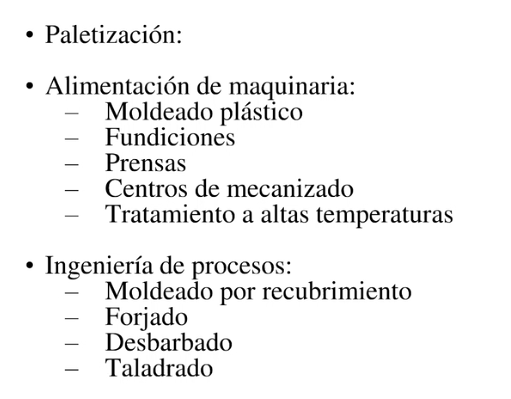 • Paletización:
• Alimentación de maquinaria:
– Moldeado plástico
– Fundiciones
– Prensas
– Centros de mecanizado
– Tratamiento a altas temperaturas
• Ingeniería de procesos:
– Moldeado por recubrimiento
– Forjado
– Desbarbado
– Taladrado